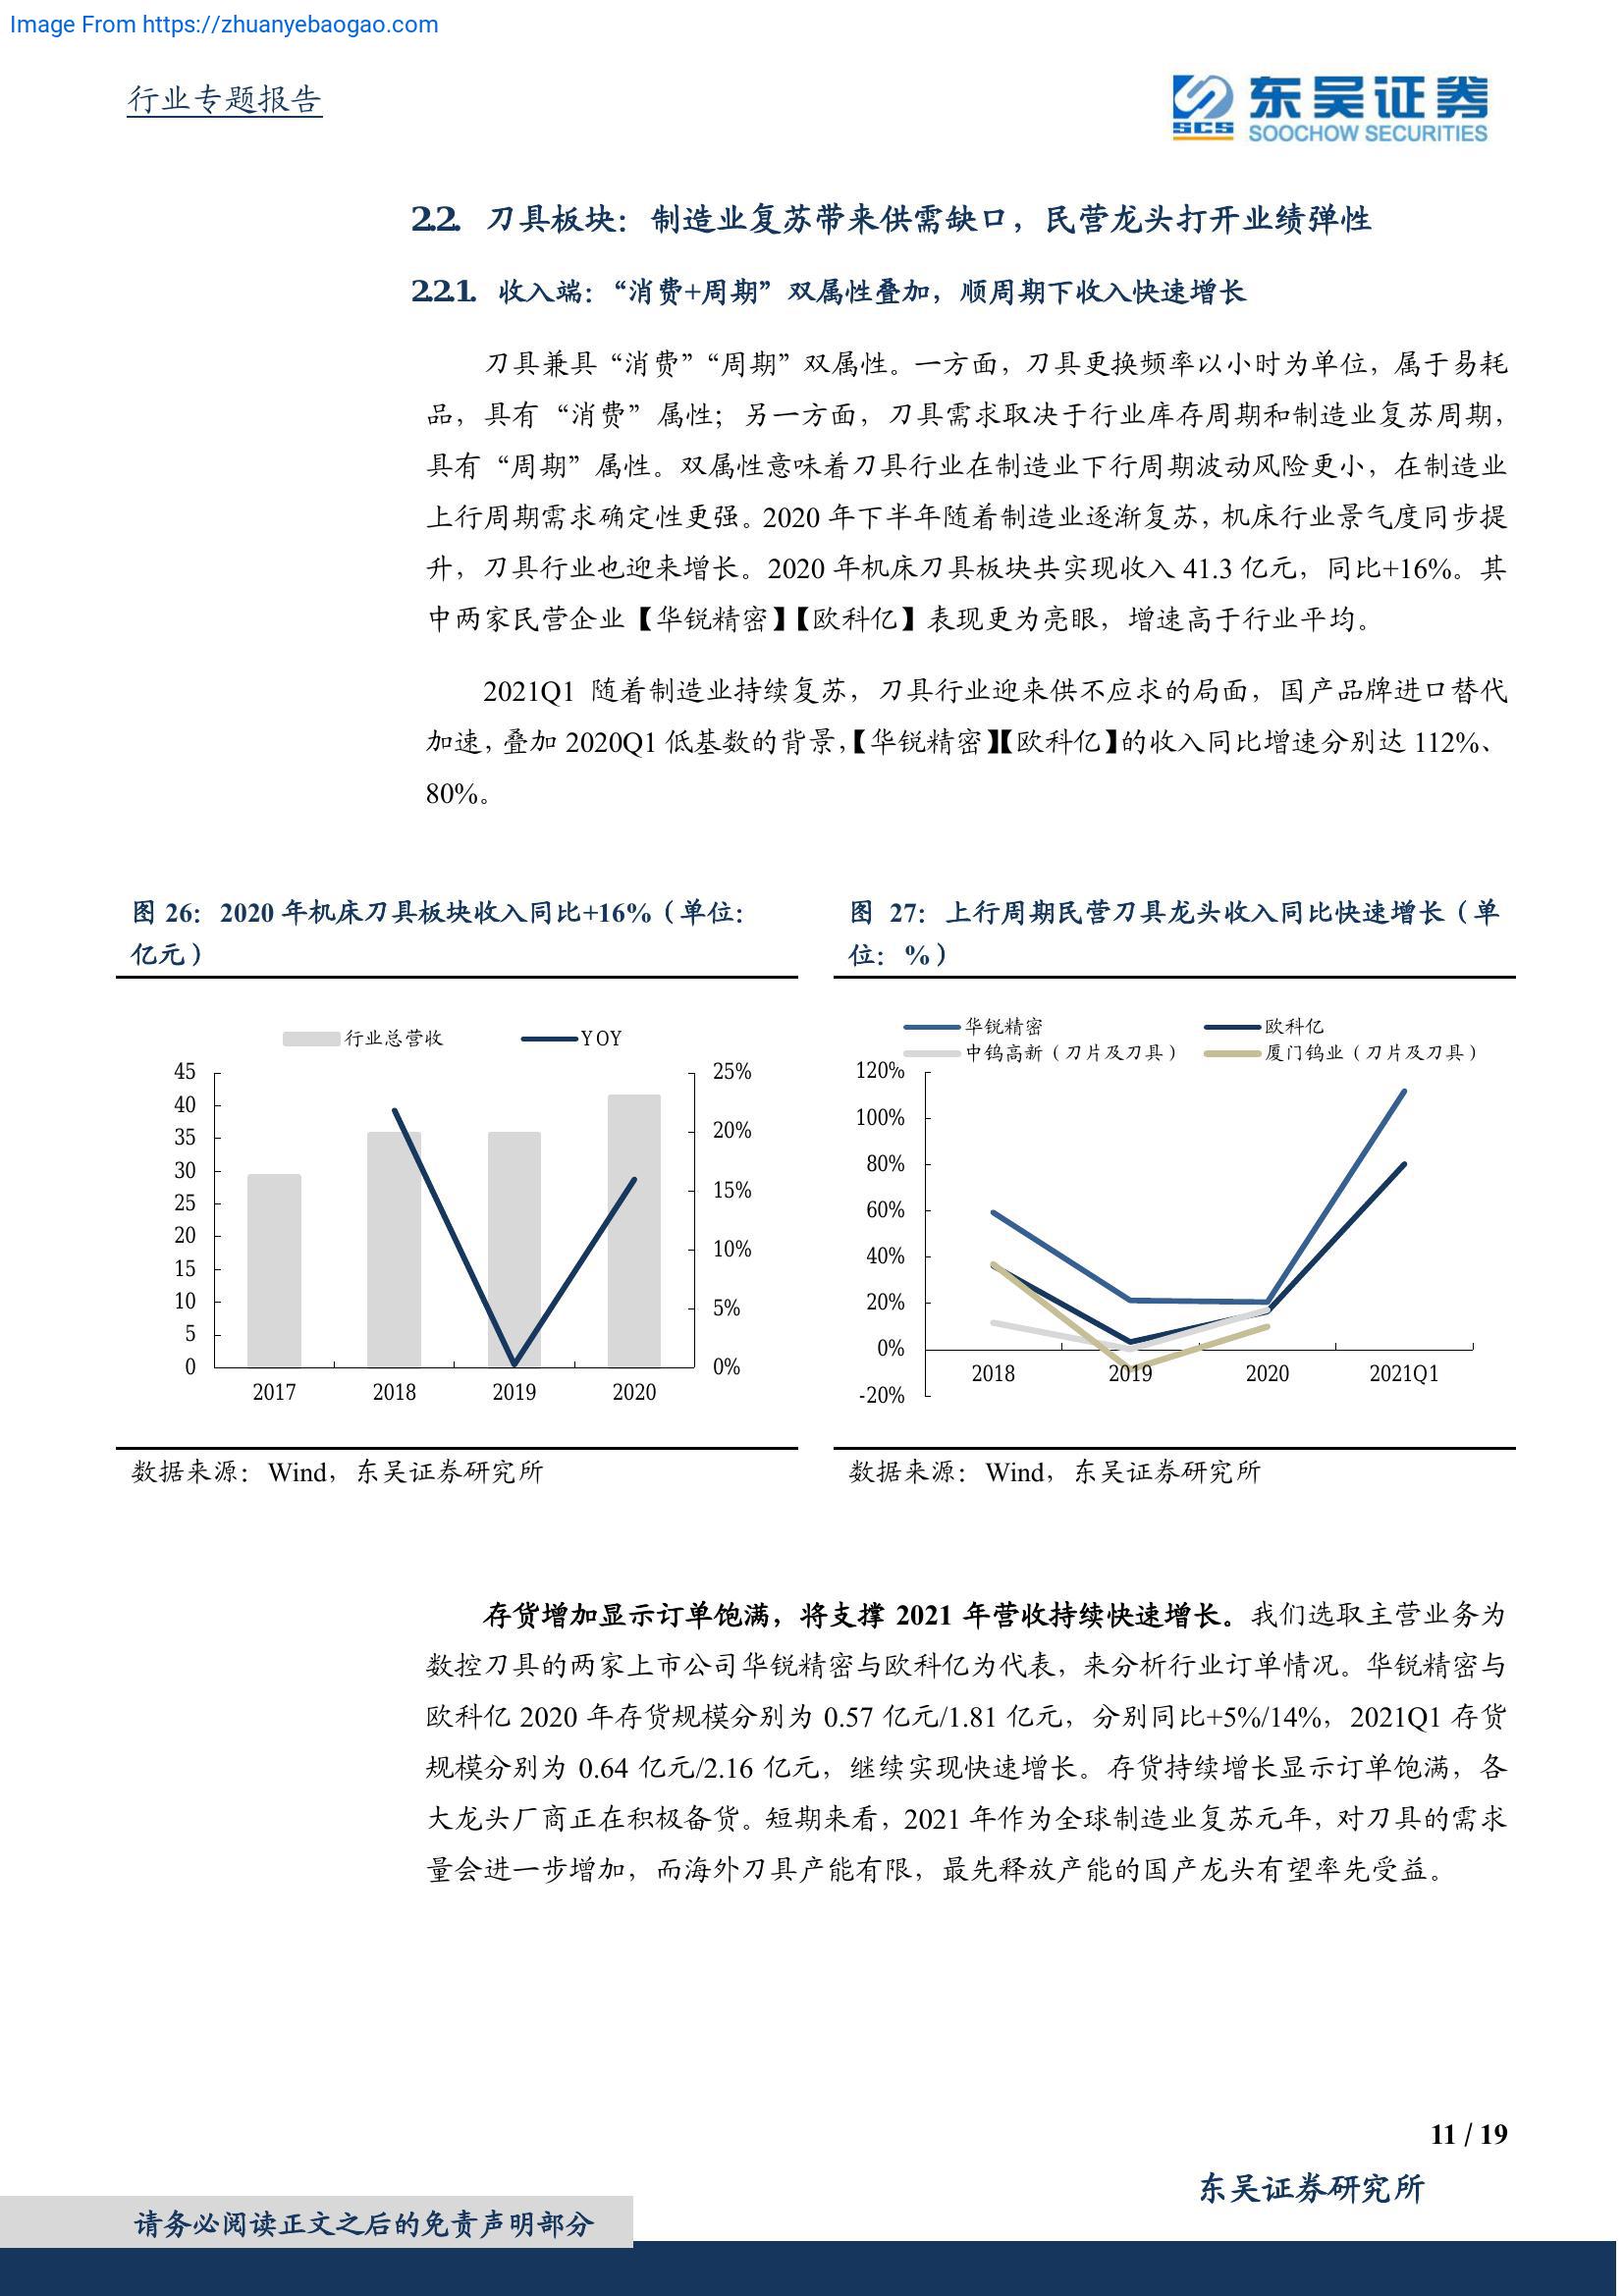 Image From https://zhuanyebaogao.com
行业专题报告
SCS
东吴证券
SOOCHOW SECURITIES
2.2. 刀具板块：制造业复苏带来供需缺口，民营龙头打开业绩弹性
2.2.1. 收入端：“消费+周期”双属性叠加，顺周期下收入快速增长
刀具兼具“消费”“周期”双属性。一方面，刀具更换频率以小时为单位，属于易耗
品，具有“消费”属性；另一方面，刀具需求取决于行业库存周期和制造业复苏周期，
具有“周期”属性。双属性意味着刀具行业在制造业下行周期波动风险更小，在制造业
上行周期需求确定性更强。2020 年下半年随着制造业逐渐复苏，机床行业景气度同步提
升，刀具行业也迎来增长。2020 年机床刀具板块共实现收入 41.3 亿元，同比+16%。其
中两家民营企业【华锐精密】【欧科亿】表现更为亮眼，增速高于行业平均。
2021Q1 随着制造业持续复苏，刀具行业迎来供不应求的局面，国产品牌进口替代
加速，叠加 2020Q1 低基数的背景，【华锐精密】【欧科亿】的收入同比增速分别达 112%、
80%。
图 26：2020 年机床刀具板块收入同比+16%（单位：
亿元）
行业总营收 YOY
45
40
35
30
25
20
15
10
5
0
25%
20%
15%
10%
5%
0%
2017 2018 2019 2020
数据来源：Wind，东吴证券研究所
图 27：上行周期民营刀具龙头收入同比快速增长（单
位：%）
华锐精密 欧科亿
中钨高新（刀片及刀具） 厦门钨业（刀片及刀具）
120%
100%
80%
60%
40%
20%
0%
-20%
2018 2019 2020 2021Q1
数据来源：Wind，东吴证券研究所
存货增加显示订单饱满，将支撑 2021 年营收持续快速增长。我们选取主营业务为
数控刀具的两家上市公司华锐精密与欧科亿为代表，来分析行业订单情况。华锐精密与
欧科亿 2020 年存货规模分别为 0.57 亿元/1.81 亿元，分别同比+5%/14%，2021Q1 存货
规模分别为 0.64 亿元/2.16 亿元，继续实现快速增长。存货持续增长显示订单饱满，各
大龙头厂商正在积极备货。短期来看，2021 年作为全球制造业复苏元年，对刀具的需求
量会进一步增加，而海外刀具产能有限，最先释放产能的国产龙头有望率先受益。
11 / 19
东吴证券研究所
请务必阅读正文之后的免责声明部分